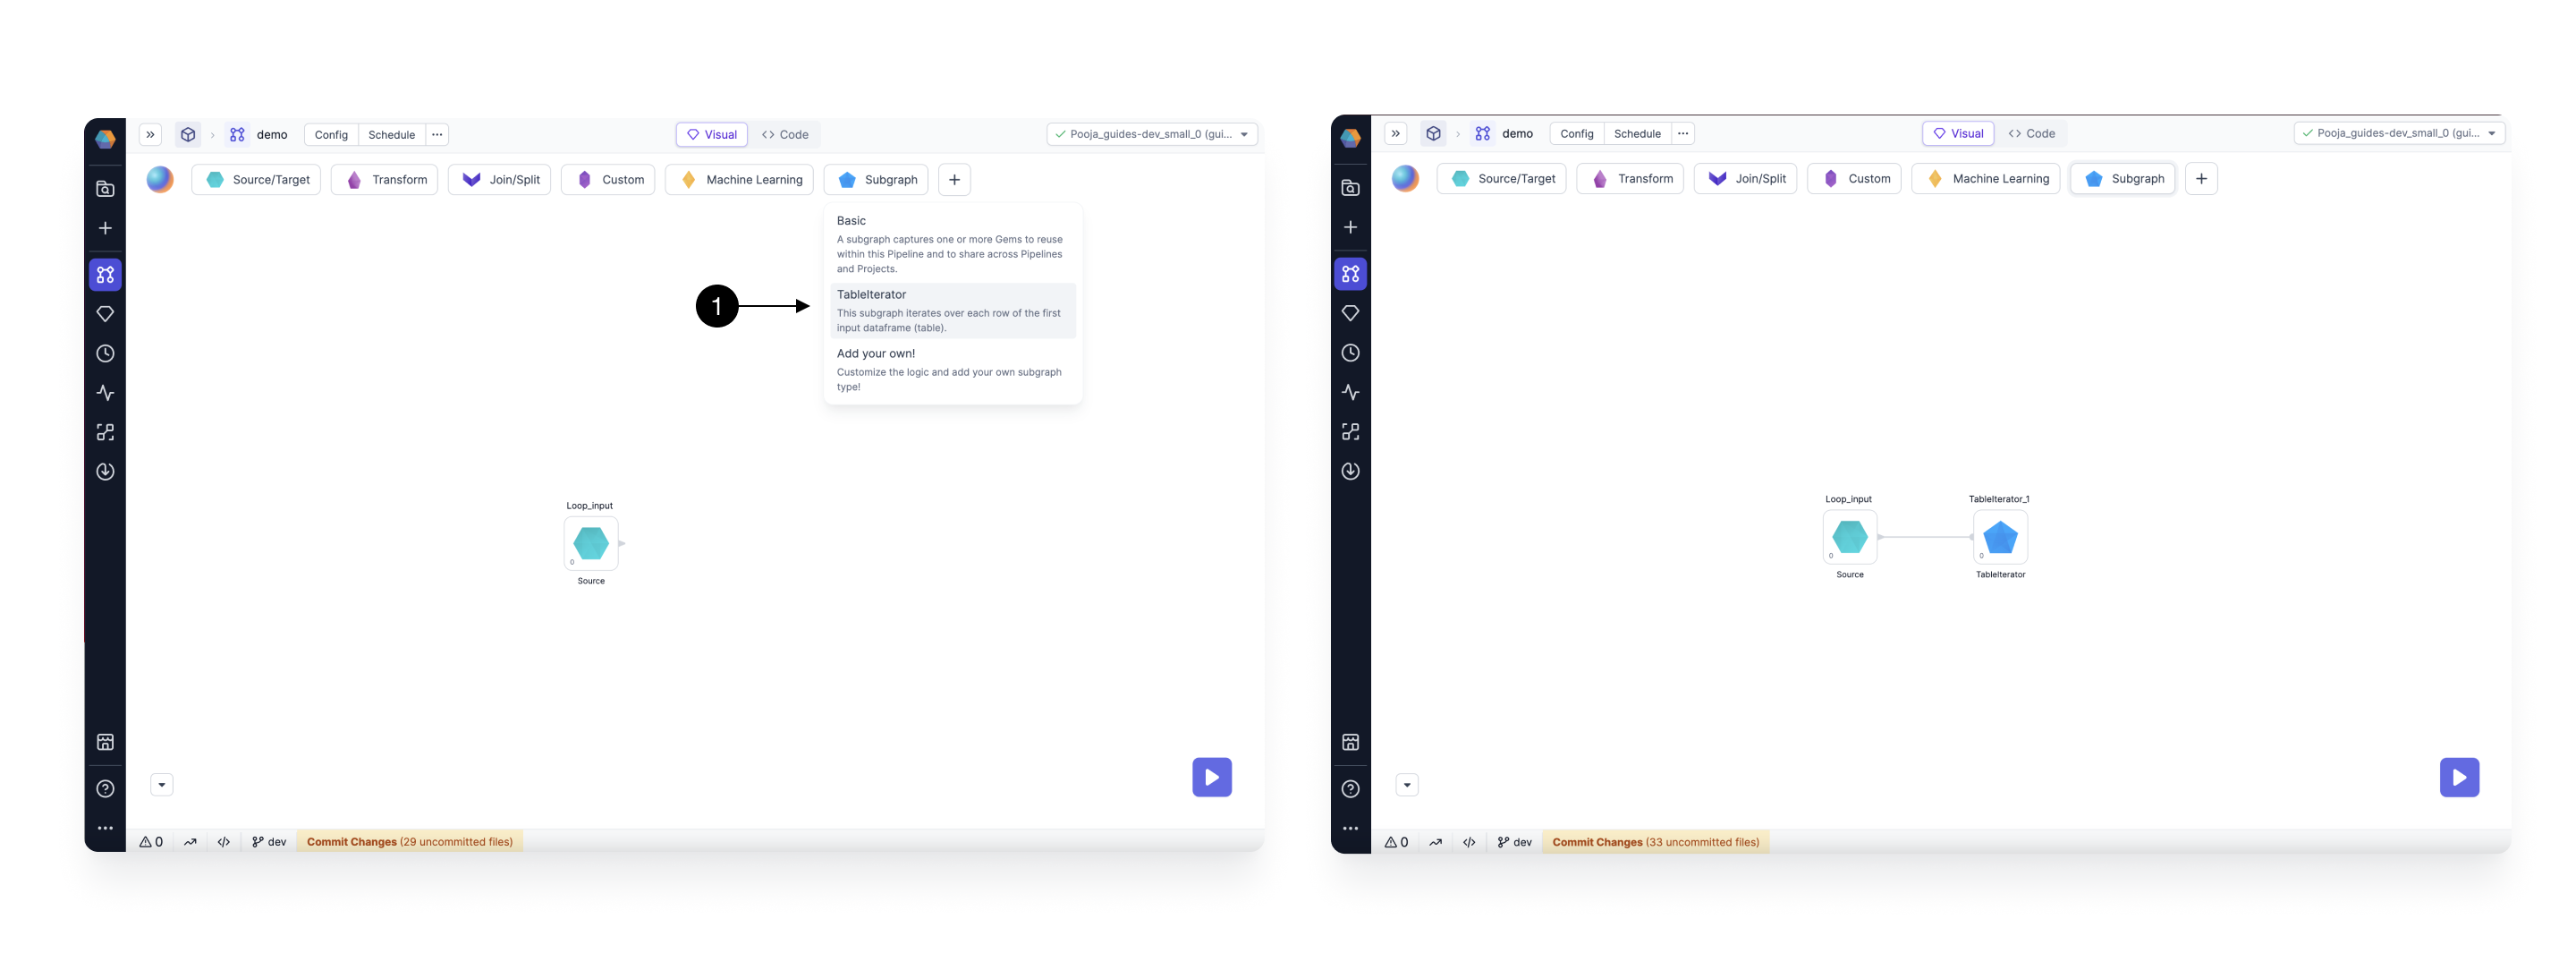 demo Config Schedule ... Visual Code Pooja_guides-dev_small_0 (gui...
Source/Target Transform Join/Split Custom Machine Learning Subgraph
Basic
A subgraph captures one or more Gems to reuse
within this Pipeline and to share across Pipelines
and Projects.
1
TableIterator
This subgraph iterates over each row of the first
input dataframe (table).
Add your own!
Customize the logic and add your own subgraph
type!
Loop_input
0
Source
0 dev Commit Changes (29 uncommitted files)
demo Config Schedule ... Visual Code Pooja_guides-dev_small_0 (gui...
Source/Target Transform Join/Split Custom Machine Learning Subgraph
Loop_input TableIterator_1
0 0
Source TableIterator
0 dev Commit Changes (33 uncommitted files)